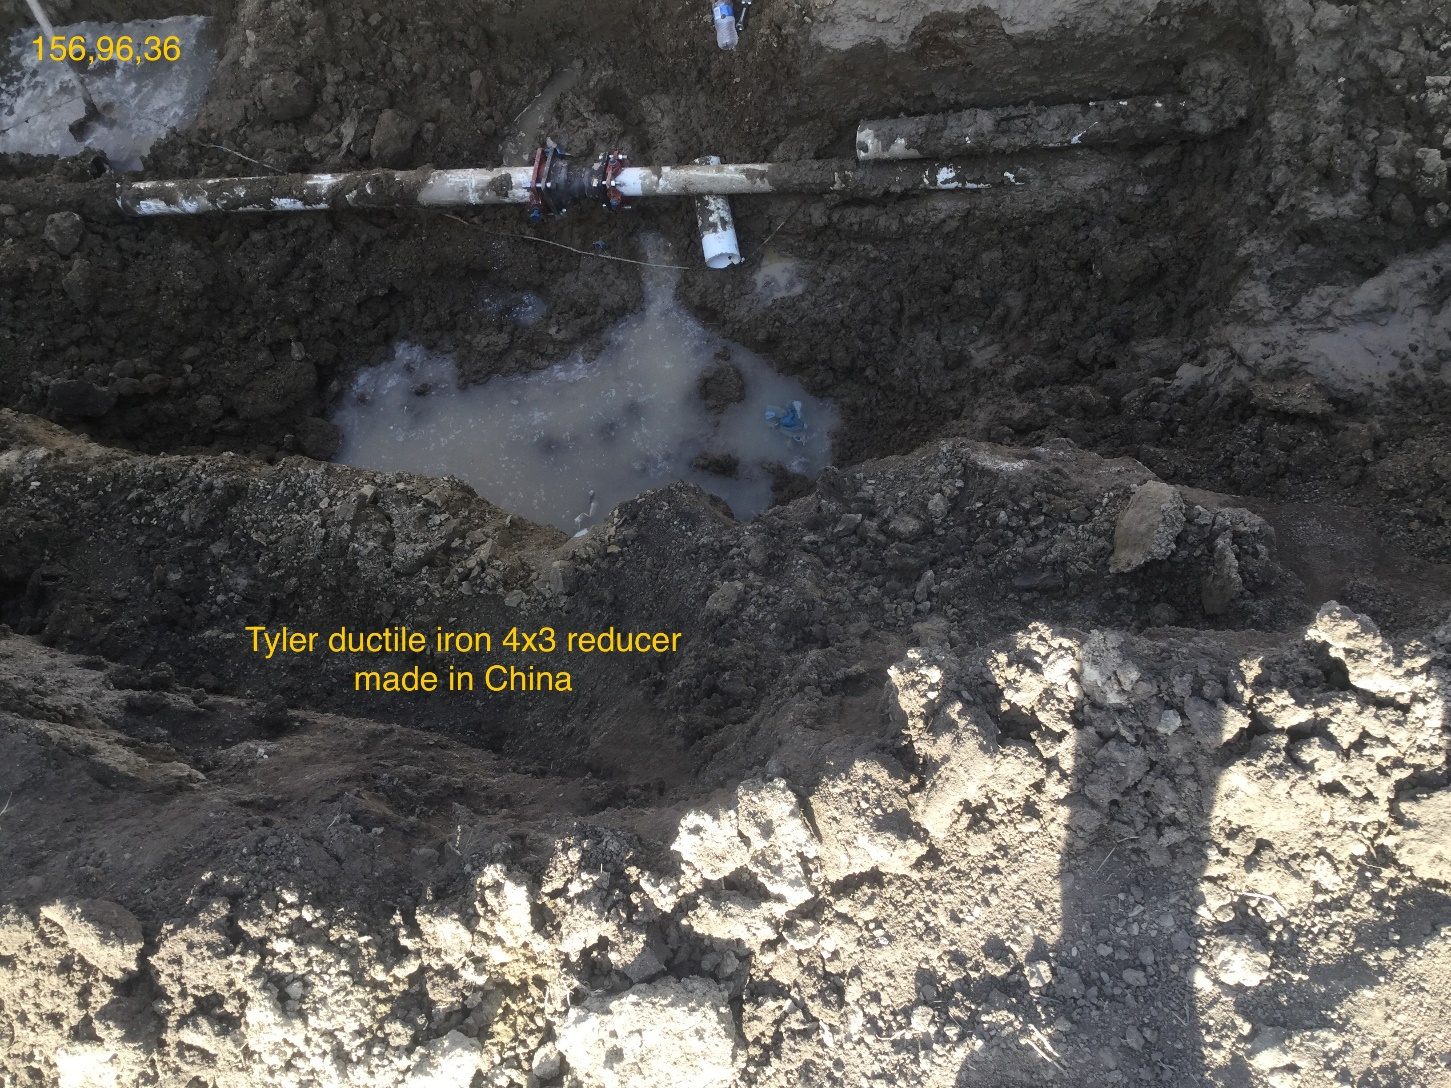 156,96,36
Tyler ductile iron 4x3 reducer
made in China